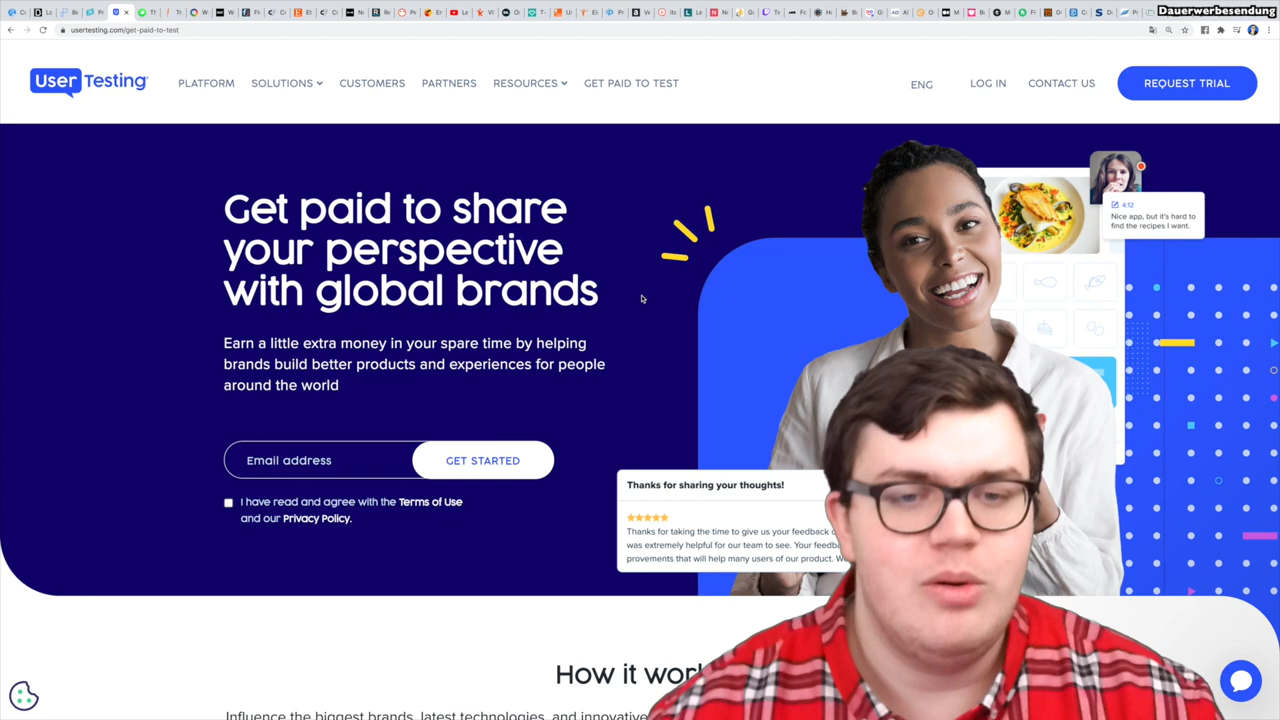 Dauerwerbesendung
usertesting.com/get-paid-to-test
User Testing
PLATFORM SOLUTIONS CUSTOMERS PARTNERS RESOURCES GET PAID TO TEST
ENG LOG IN CONTACT US REQUEST TRIAL
Get paid to share
your perspective
with global brands
4:12
Nice app, but it's hard to
find the recipes I want.
Earn a little extra money in your spare time by helping
brands build better products and experiences for people
around the world
Email address GET STARTED
I have read and agree with the Terms of Use
and our Privacy Policy.
Thanks for sharing your thoughts!
Thanks for taking the time to give us your feedback
was extremely helpful for our team to see. Your
provements that will help many users of our product.
How it
Influence the biggest brands, latest technologies, and innovative